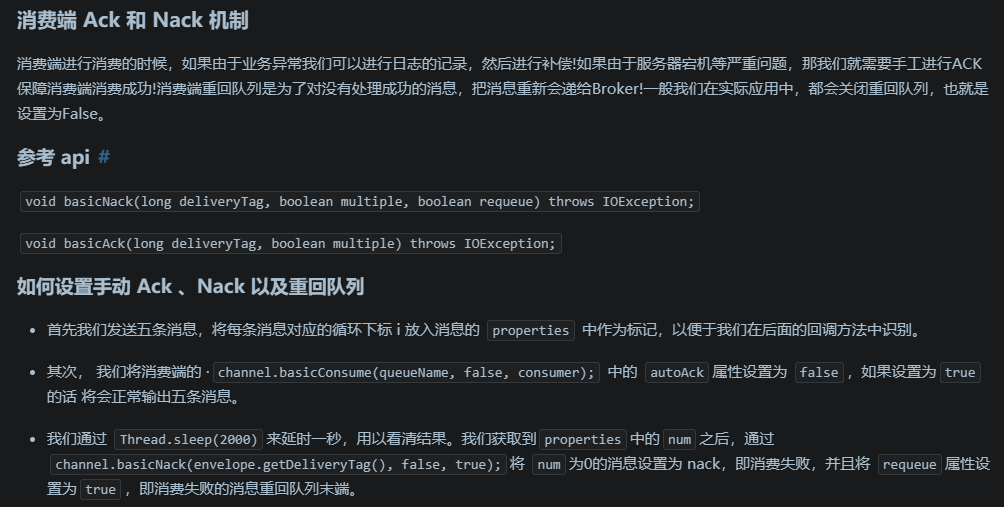 消费端 Ack 和 Nack 机制
消费端进行消费的时候，如果由于业务异常我们可以进行日志的记录，然后进行补偿!如果由于服务器宕机等严重问题，那我们就需要手工进行ACK
保障消费端消费成功!消费端重回队列是为了对没有处理成功的消息，把消息重新会递给Broker!一般我们在实际应用中，都会关闭重回队列，也就是
设置为False。
参考 api #
void basicNack(long deliveryTag, boolean multiple, boolean requeue) throws IOException;
void basicAck(long deliveryTag, boolean multiple) throws IOException;
如何设置手动 Ack 、Nack 以及重回队列
• 首先我们发送五条消息，将每条消息对应的循环下标 i 放入消息的 properties 中作为标记，以便于我们在后面的回调方法中识别。
• 其次， 我们将消费端的 · channel.basicConsume(queueName, false, consumer); 中的 autoAck 属性设置为 false ，如果设置为 true
的话 将会正常输出五条消息。
• 我们通过 Thread.sleep(2000) 来延时一秒，用以看清结果。我们获取到 properties 中的 num 之后，通过
channel.basicNack(envelope.getDeliveryTag(), false, true); 将 num 为0的消息设置为 nack，即消费失败，并且将 requeue 属性设
置为 true ，即消费失败的消息重回队列末端。